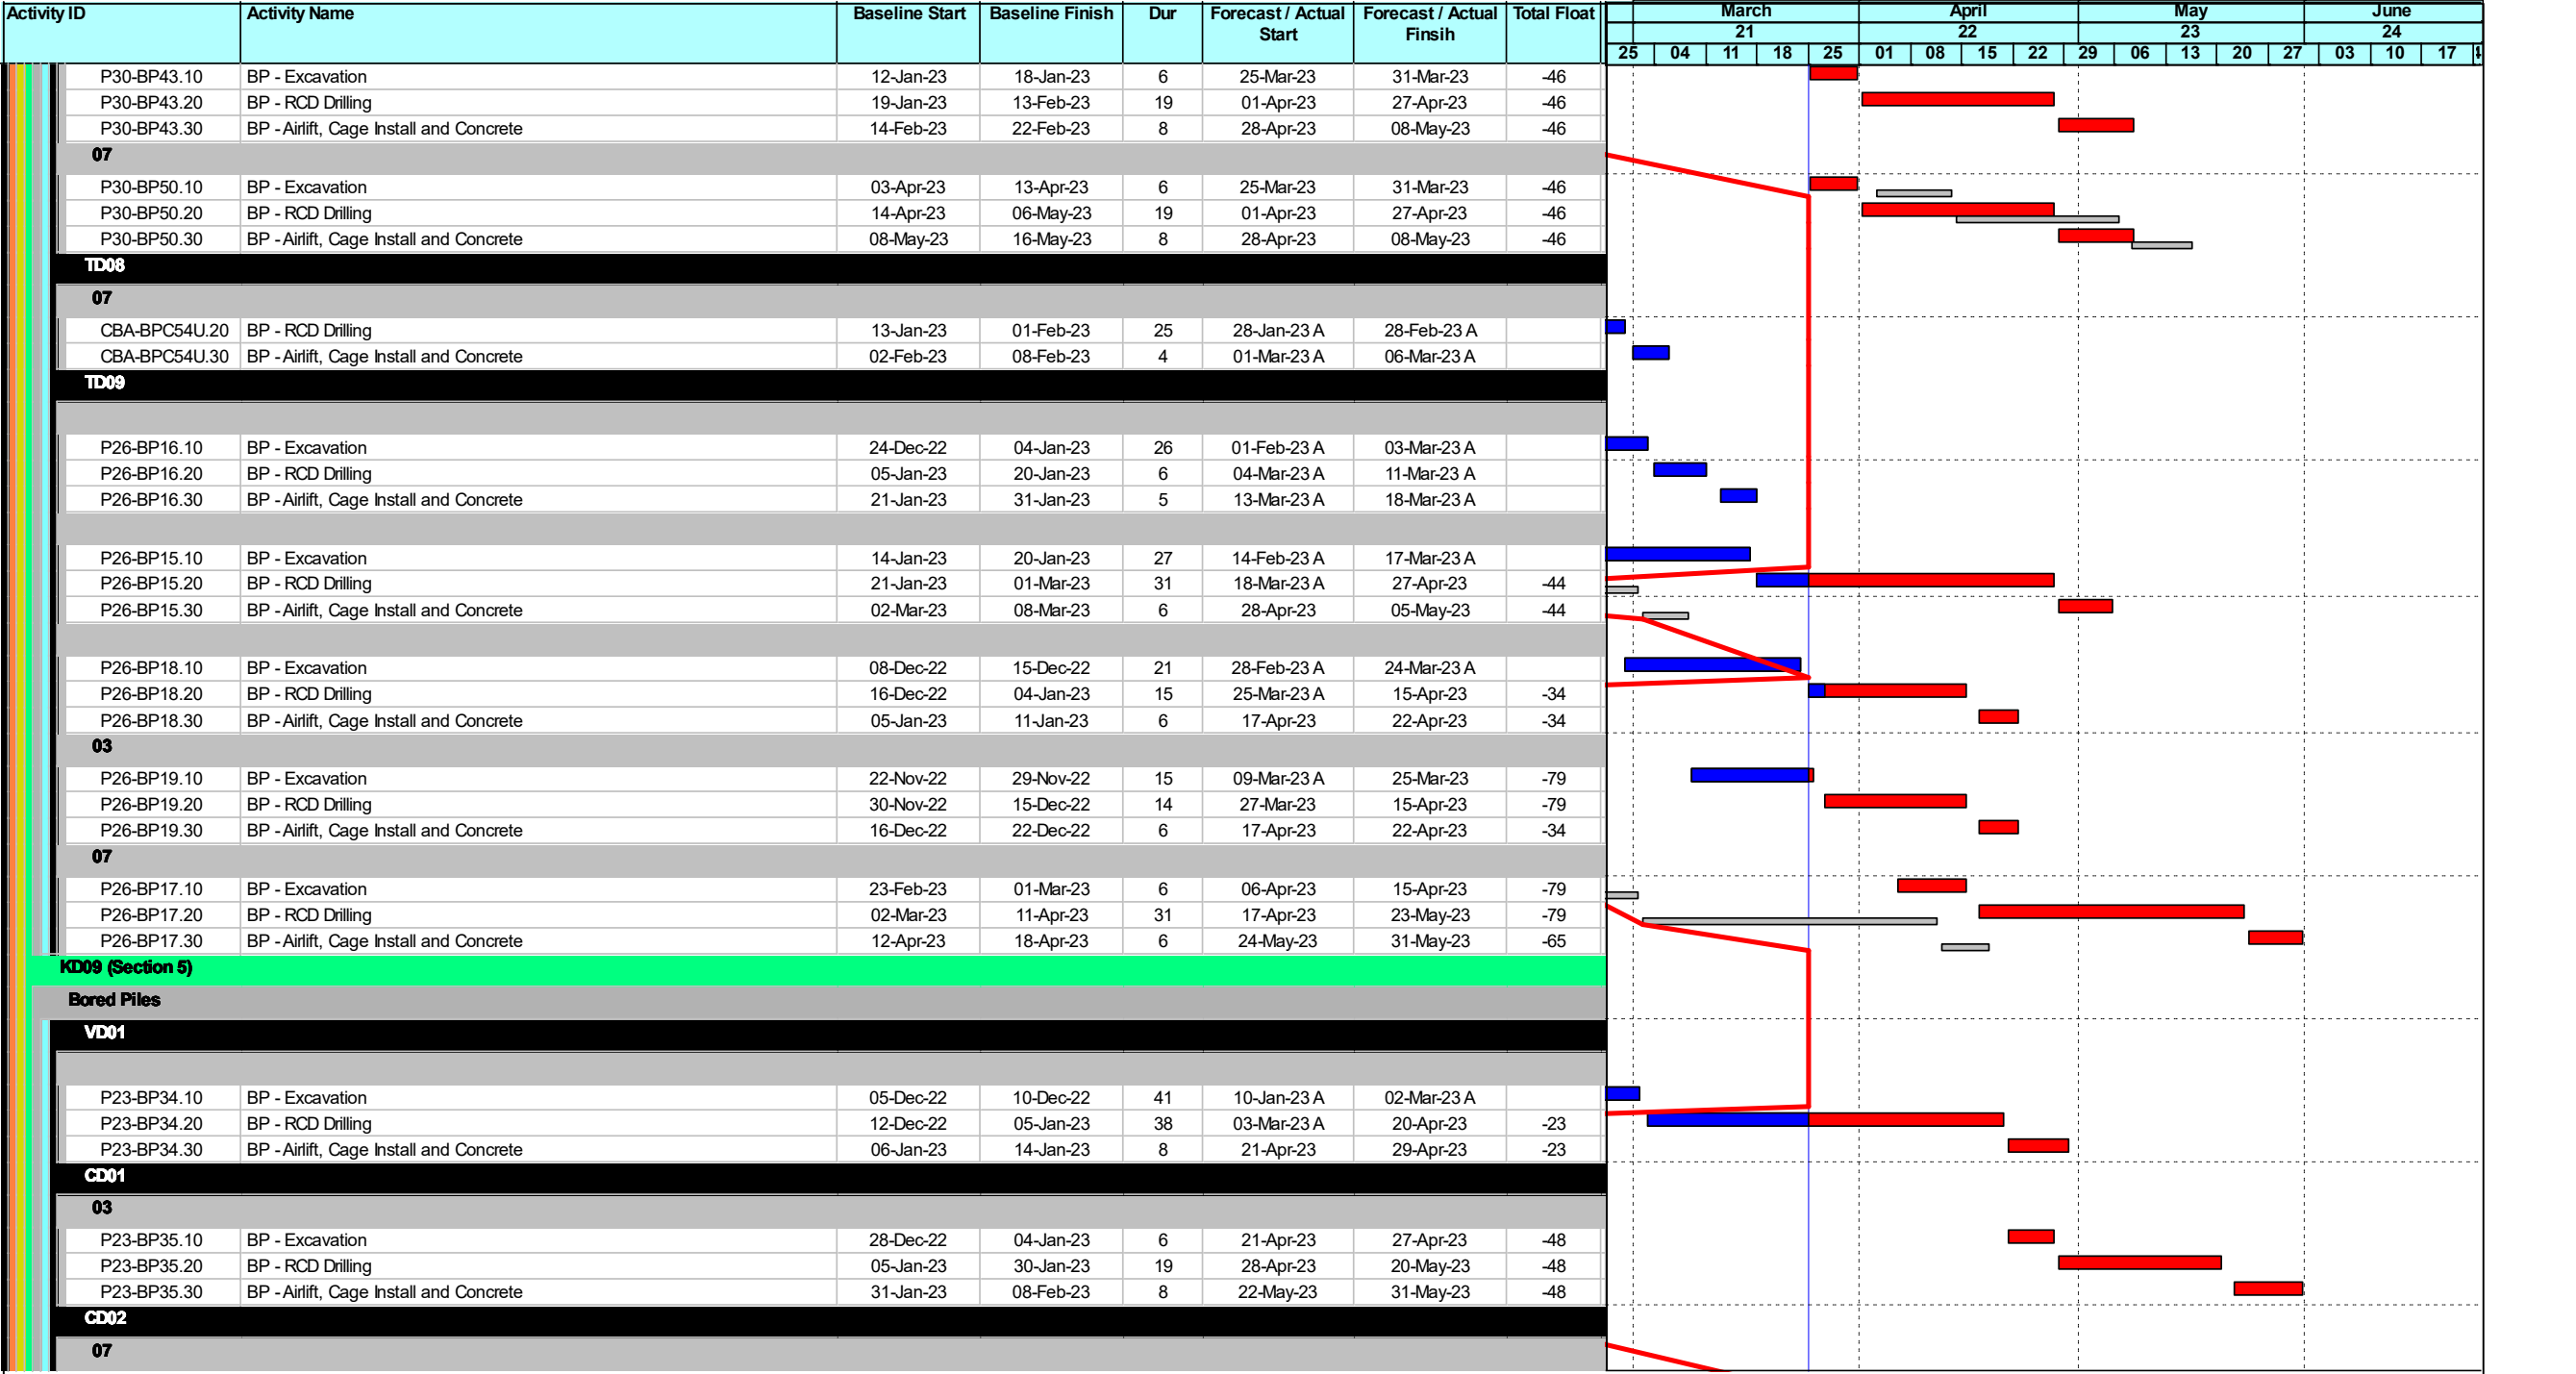 Activity ID Activity Name Baseline Start Baseline Finish Dur Forecast / Actual Start Forecast / Actual Finsih Total Float
March April May June
21 22 23 24
25 04 11 18 25 01 08 15 22 29 06 13 20 27 03 10 17
P30-BP43.10 BP - Excavation 12-Jan-23 18-Jan-23 6 25-Mar-23 31-Mar-23 -46
P30-BP43.20 BP - RCD Drilling 19-Jan-23 13-Feb-23 19 01-Apr-23 27-Apr-23 -46
P30-BP43.30 BP - Airlift, Cage Install and Concrete 14-Feb-23 22-Feb-23 8 28-Apr-23 08-May-23 -46
07
P30-BP50.10 BP - Excavation 03-Apr-23 13-Apr-23 6 25-Mar-23 31-Mar-23 -46
P30-BP50.20 BP - RCD Drilling 14-Apr-23 06-May-23 19 01-Apr-23 27-Apr-23 -46
P30-BP50.30 BP - Airlift, Cage Install and Concrete 08-May-23 16-May-23 8 28-Apr-23 08-May-23 -46
TD08
07
CBA-BPC54U.20 BP - RCD Drilling 13-Jan-23 01-Feb-23 25 28-Jan-23 A 28-Feb-23 A
CBA-BPC54U.30 BP - Airlift, Cage Install and Concrete 02-Feb-23 08-Feb-23 4 01-Mar-23 A 06-Mar-23 A
TD09
P26-BP16.10 BP - Excavation 24-Dec-22 04-Jan-23 26 01-Feb-23 A 03-Mar-23 A
P26-BP16.20 BP - RCD Drilling 05-Jan-23 20-Jan-23 6 04-Mar-23 A 11-Mar-23 A
P26-BP16.30 BP - Airlift, Cage Install and Concrete 21-Jan-23 31-Jan-23 5 13-Mar-23 A 18-Mar-23 A
P26-BP15.10 BP - Excavation 14-Jan-23 20-Jan-23 27 14-Feb-23 A 17-Mar-23 A
P26-BP15.20 BP - RCD Drilling 21-Jan-23 01-Mar-23 31 18-Mar-23 A 27-Apr-23 -44
P26-BP15.30 BP - Airlift, Cage Install and Concrete 02-Mar-23 08-Mar-23 6 28-Apr-23 05-May-23 -44
P26-BP18.10 BP - Excavation 08-Dec-22 15-Dec-22 21 28-Feb-23 A 24-Mar-23 A
P26-BP18.20 BP - RCD Drilling 16-Dec-22 04-Jan-23 15 25-Mar-23 A 15-Apr-23 -34
P26-BP18.30 BP - Airlift, Cage Install and Concrete 05-Jan-23 11-Jan-23 6 17-Apr-23 22-Apr-23 -34
03
P26-BP19.10 BP - Excavation 22-Nov-22 29-Nov-22 15 09-Mar-23 A 25-Mar-23 -79
P26-BP19.20 BP - RCD Drilling 30-Nov-22 15-Dec-22 14 27-Mar-23 15-Apr-23 -79
P26-BP19.30 BP - Airlift, Cage Install and Concrete 16-Dec-22 22-Dec-22 6 17-Apr-23 22-Apr-23 -34
07
P26-BP17.10 BP - Excavation 23-Feb-23 01-Mar-23 6 06-Apr-23 15-Apr-23 -79
P26-BP17.20 BP - RCD Drilling 02-Mar-23 11-Apr-23 31 17-Apr-23 23-May-23 -79
P26-BP17.30 BP - Airlift, Cage Install and Concrete 12-Apr-23 18-Apr-23 6 24-May-23 31-May-23 -65
KD09 (Section 5)
Bored Piles
VD01
P23-BP34.10 BP - Excavation 05-Dec-22 10-Dec-22 41 10-Jan-23 A 02-Mar-23 A
P23-BP34.20 BP - RCD Drilling 12-Dec-22 05-Jan-23 38 03-Mar-23 A 20-Apr-23 -23
P23-BP34.30 BP - Airlift, Cage Install and Concrete 06-Jan-23 14-Jan-23 8 21-Apr-23 29-Apr-23 -23
CD01
03
P23-BP35.10 BP - Excavation 28-Dec-22 04-Jan-23 6 21-Apr-23 27-Apr-23 -48
P23-BP35.20 BP - RCD Drilling 05-Jan-23 30-Jan-23 19 28-Apr-23 20-May-23 -48
P23-BP35.30 BP - Airlift, Cage Install and Concrete 31-Jan-23 08-Feb-23 8 22-May-23 31-May-23 -48
CD02
07